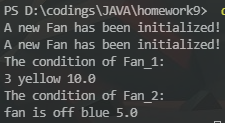 PS D:\codings\JAVA\homework9>
A new Fan has been initialized!
A new Fan has been initialized!
The condition of Fan_1:
3 yellow 10.0
The condition of Fan_2:
fan is off blue 5.0